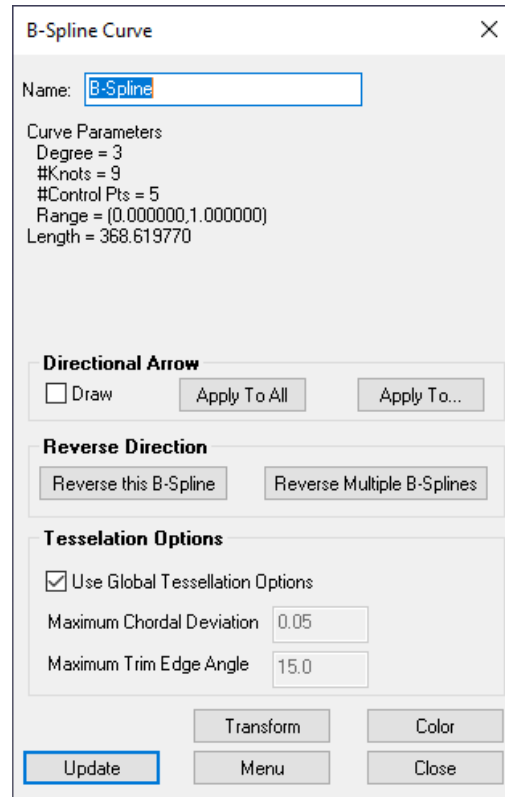 B-Spline Curve
Name: B-Spline
Curve Parameters
Degree = 3
#Knots = 9
#Control Pts = 5
Range = (0.000000,1.000000)
Length = 368.619770
Directional Arrow
Draw Apply To All Apply To...
Reverse Direction
Reverse this B-Spline Reverse Multiple B-Splines
Tesselation Options
Use Global Tessellation Options
Maximum Chordal Deviation 0.05
Maximum Trim Edge Angle 15.0
Transform Color
Update Menu Close